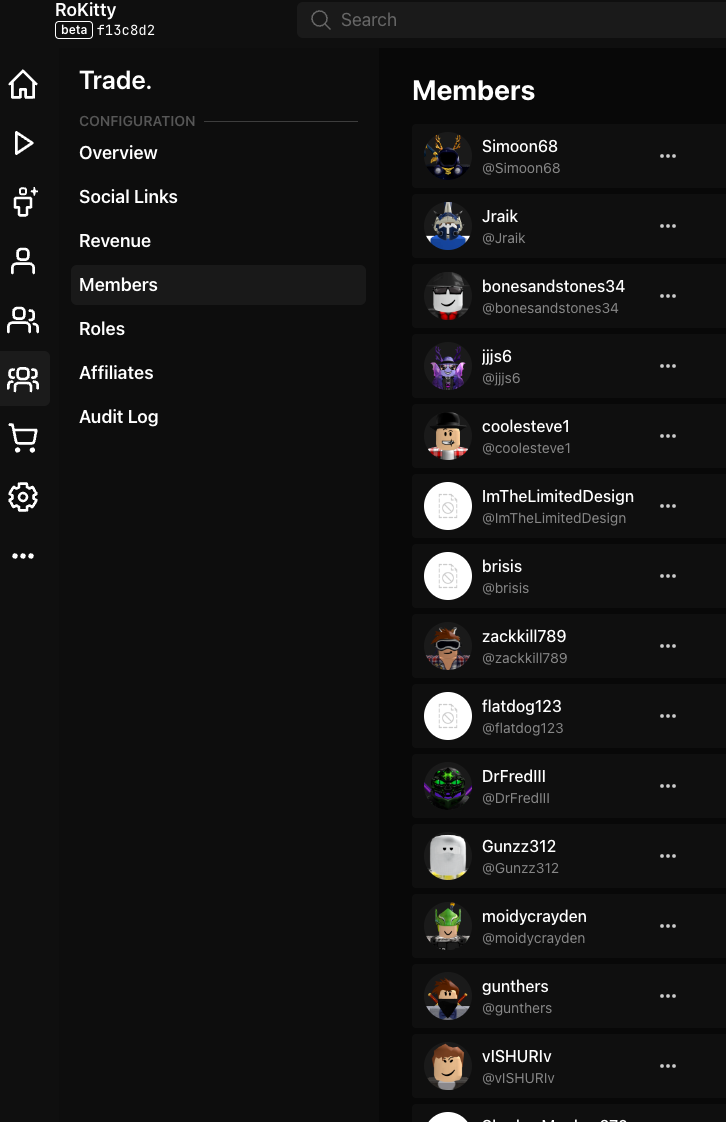 RoKitty
beta f13c8d2
Search
Trade.
CONFIGURATION
Overview
Social Links
Revenue
Members
Roles
Affiliates
Audit Log
Members
Simoon68
@Simoon68
Jraik
@Jraik
bonesandstones34
@bonesandstones34
jjjs6
@jjjs6
coolesteve1
@coolesteve1
ImTheLimitedDesign
@ImTheLimitedDesign
brisis
@brisis
zackkill789
@zackkill789
flatdog123
@flatdog123
DrFredIII
@DrFredIII
Gunzz312
@Gunzz312
moidycrayden
@moidycrayden
gunthers
@gunthers
vISHURIv
@vISHURIv